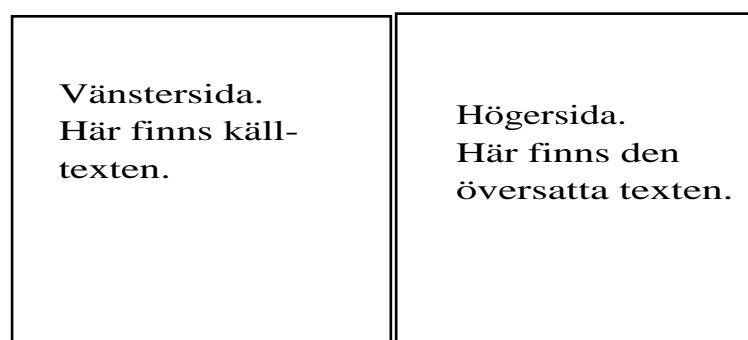 Vänstersida.
Här finns käll-
texten.
Högersida.
Här finns den
översatta texten.